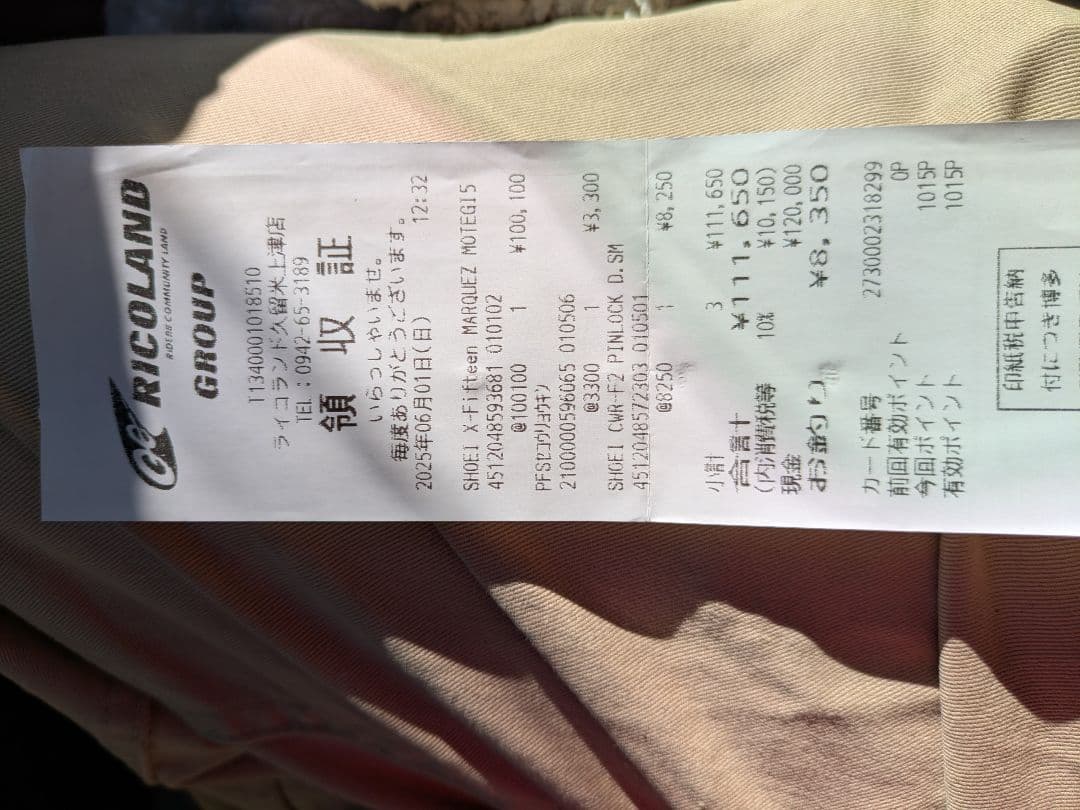 RICOLAND
RIDERS COMMUNITY LAND
GROUP
T1340001018510
ライコランド久留米上津店
TEL：0942-65-3189
領 収 証
いらっしゃいませ。
毎度ありがとうございます。
2025年06月01日(日) 12:32
SHOEI X-Fifteen MARQUEZ MOTEGI5
4512048593681 010102
@100100 1 ¥100,100
PFSヒヨウリヨウキン
2100000596065 010506
@3300 1 ¥3,300
SHOEI CWR-F2 PINLOCK D.SM
4512048572303 010501
@8250 1 ¥8,250
小計 3 ¥111,650
合計 ¥111,650
(内消費税等 10% ¥10,150)
現金 ¥120,000
お釣り ¥8,350
カード番号 2730002318299
前回有効ポイント 0P
今回ポイント 1015P
有効ポイント 1015P
印紙税申告納
付につき博多